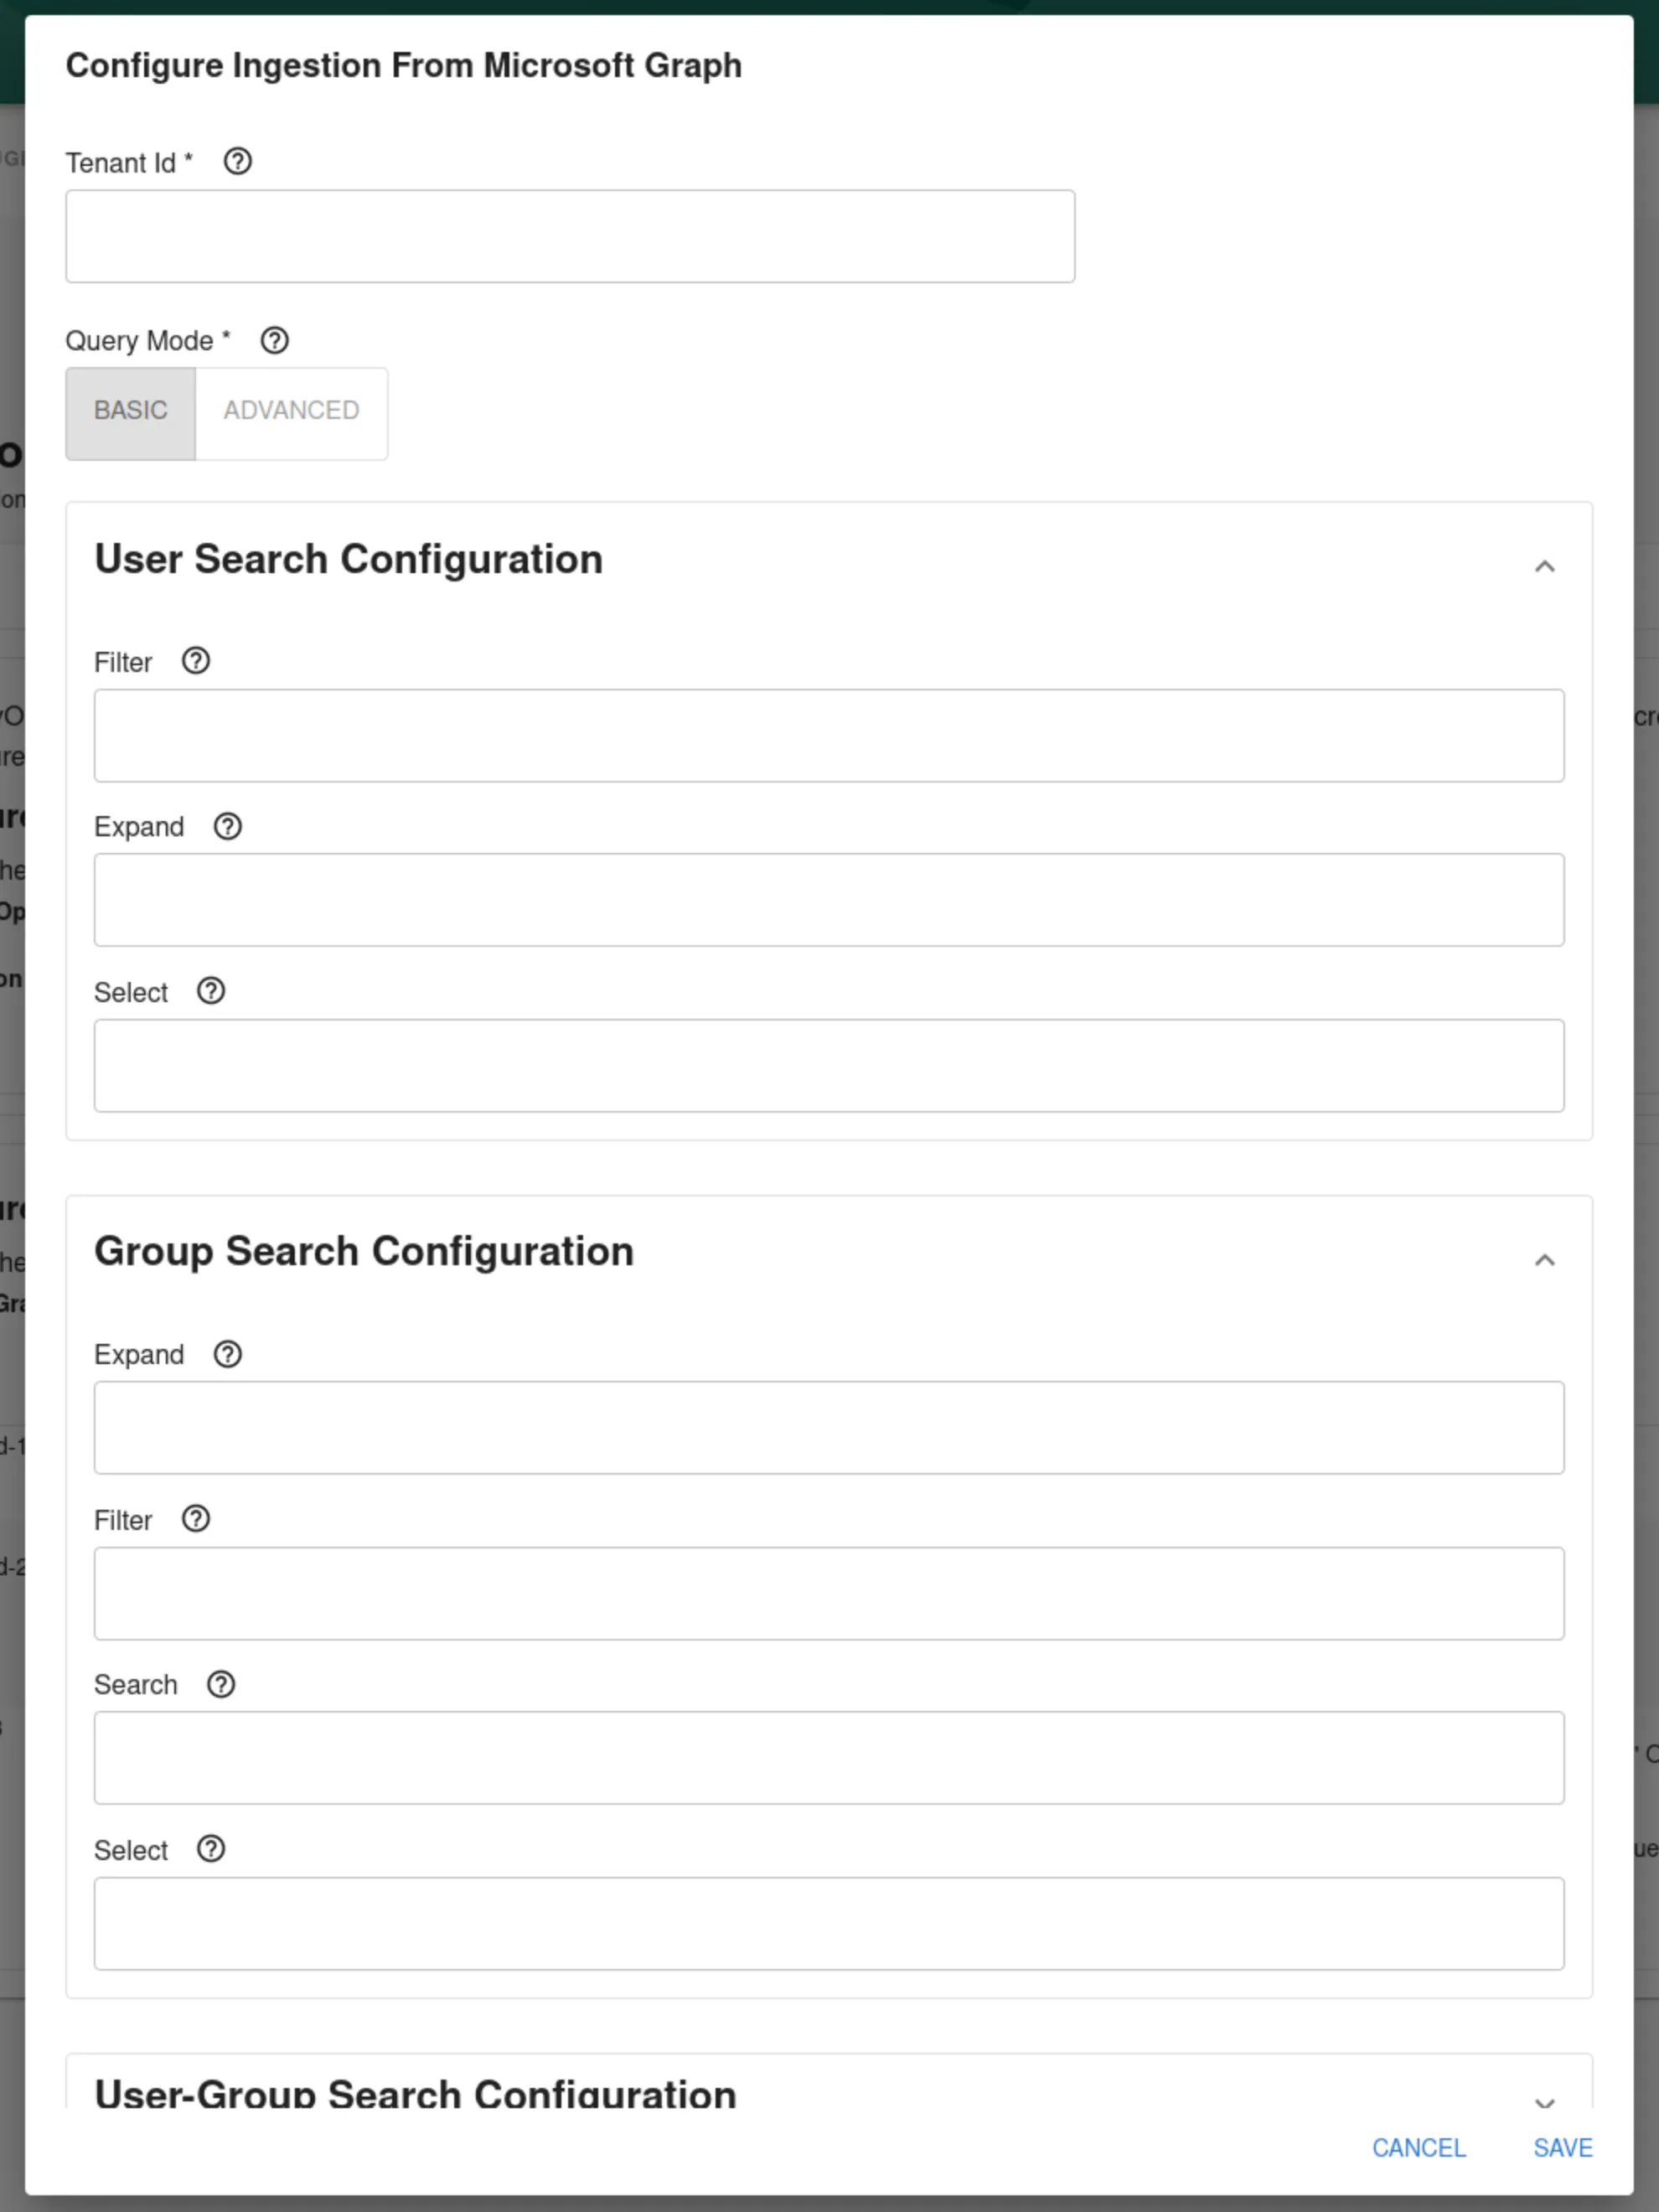 Configure Ingestion From Microsoft Graph
Tenant Id *
Query Mode *
BASIC ADVANCED
User Search Configuration
Filter
Expand
Select
Group Search Configuration
Expand
Filter
Search
Select
User-Group Search Configuration
CANCEL SAVE